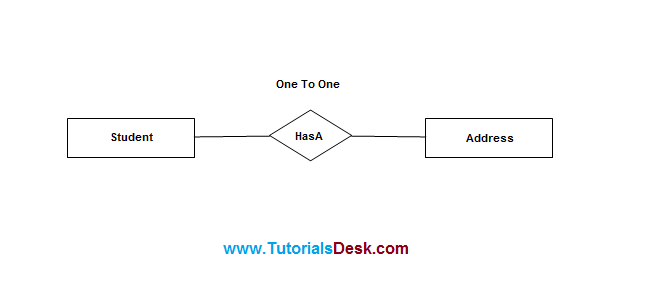 One To One
Student
HasA
Address
www.TutorialsDesk.com